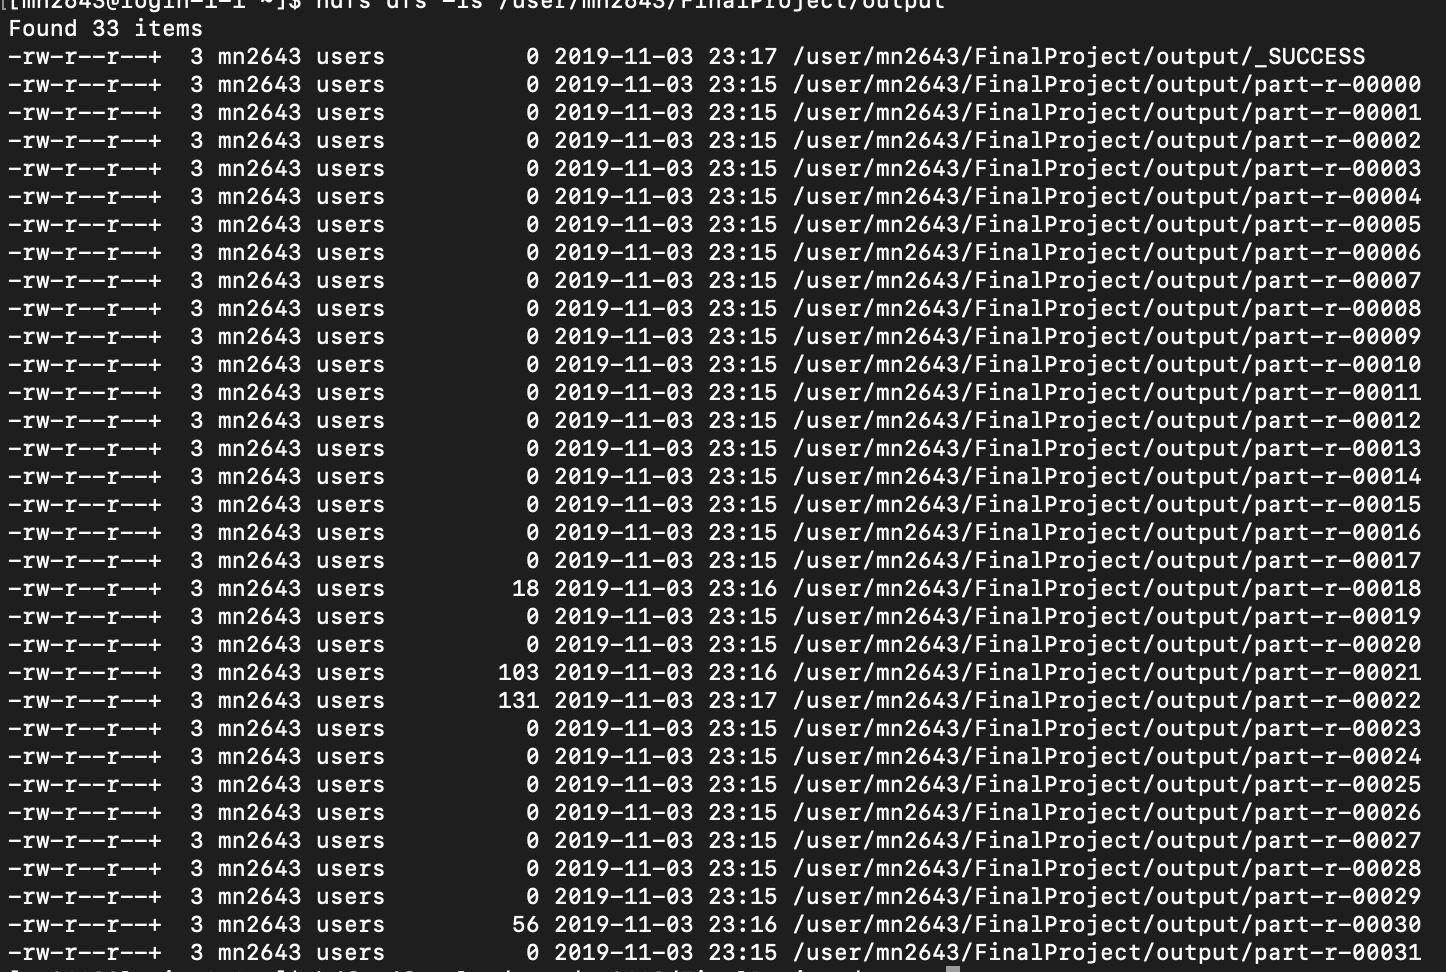 [[mn2643@login-1-1 ~]$ hdfs dfs -ls /user/mn2643/FinalProject/output
Found 33 items
-rw-r--r--+ 3 mn2643 users 0 2019-11-03 23:17 /user/mn2643/FinalProject/output/_SUCCESS
-rw-r--r--+ 3 mn2643 users 0 2019-11-03 23:15 /user/mn2643/FinalProject/output/part-r-00000
-rw-r--r--+ 3 mn2643 users 0 2019-11-03 23:15 /user/mn2643/FinalProject/output/part-r-00001
-rw-r--r--+ 3 mn2643 users 0 2019-11-03 23:15 /user/mn2643/FinalProject/output/part-r-00002
-rw-r--r--+ 3 mn2643 users 0 2019-11-03 23:15 /user/mn2643/FinalProject/output/part-r-00003
-rw-r--r--+ 3 mn2643 users 0 2019-11-03 23:15 /user/mn2643/FinalProject/output/part-r-00004
-rw-r--r--+ 3 mn2643 users 0 2019-11-03 23:15 /user/mn2643/FinalProject/output/part-r-00005
-rw-r--r--+ 3 mn2643 users 0 2019-11-03 23:15 /user/mn2643/FinalProject/output/part-r-00006
-rw-r--r--+ 3 mn2643 users 0 2019-11-03 23:15 /user/mn2643/FinalProject/output/part-r-00007
-rw-r--r--+ 3 mn2643 users 0 2019-11-03 23:15 /user/mn2643/FinalProject/output/part-r-00008
-rw-r--r--+ 3 mn2643 users 0 2019-11-03 23:15 /user/mn2643/FinalProject/output/part-r-00009
-rw-r--r--+ 3 mn2643 users 0 2019-11-03 23:15 /user/mn2643/FinalProject/output/part-r-00010
-rw-r--r--+ 3 mn2643 users 0 2019-11-03 23:15 /user/mn2643/FinalProject/output/part-r-00011
-rw-r--r--+ 3 mn2643 users 0 2019-11-03 23:15 /user/mn2643/FinalProject/output/part-r-00012
-rw-r--r--+ 3 mn2643 users 0 2019-11-03 23:15 /user/mn2643/FinalProject/output/part-r-00013
-rw-r--r--+ 3 mn2643 users 0 2019-11-03 23:15 /user/mn2643/FinalProject/output/part-r-00014
-rw-r--r--+ 3 mn2643 users 0 2019-11-03 23:15 /user/mn2643/FinalProject/output/part-r-00015
-rw-r--r--+ 3 mn2643 users 0 2019-11-03 23:15 /user/mn2643/FinalProject/output/part-r-00016
-rw-r--r--+ 3 mn2643 users 0 2019-11-03 23:15 /user/mn2643/FinalProject/output/part-r-00017
-rw-r--r--+ 3 mn2643 users 18 2019-11-03 23:16 /user/mn2643/FinalProject/output/part-r-00018
-rw-r--r--+ 3 mn2643 users 0 2019-11-03 23:15 /user/mn2643/FinalProject/output/part-r-00019
-rw-r--r--+ 3 mn2643 users 0 2019-11-03 23:15 /user/mn2643/FinalProject/output/part-r-00020
-rw-r--r--+ 3 mn2643 users 103 2019-11-03 23:16 /user/mn2643/FinalProject/output/part-r-00021
-rw-r--r--+ 3 mn2643 users 131 2019-11-03 23:17 /user/mn2643/FinalProject/output/part-r-00022
-rw-r--r--+ 3 mn2643 users 0 2019-11-03 23:15 /user/mn2643/FinalProject/output/part-r-00023
-rw-r--r--+ 3 mn2643 users 0 2019-11-03 23:15 /user/mn2643/FinalProject/output/part-r-00024
-rw-r--r--+ 3 mn2643 users 0 2019-11-03 23:15 /user/mn2643/FinalProject/output/part-r-00025
-rw-r--r--+ 3 mn2643 users 0 2019-11-03 23:15 /user/mn2643/FinalProject/output/part-r-00026
-rw-r--r--+ 3 mn2643 users 0 2019-11-03 23:15 /user/mn2643/FinalProject/output/part-r-00027
-rw-r--r--+ 3 mn2643 users 0 2019-11-03 23:15 /user/mn2643/FinalProject/output/part-r-00028
-rw-r--r--+ 3 mn2643 users 0 2019-11-03 23:15 /user/mn2643/FinalProject/output/part-r-00029
-rw-r--r--+ 3 mn2643 users 56 2019-11-03 23:16 /user/mn2643/FinalProject/output/part-r-00030
-rw-r--r--+ 3 mn2643 users 0 2019-11-03 23:15 /user/mn2643/FinalProject/output/part-r-00031